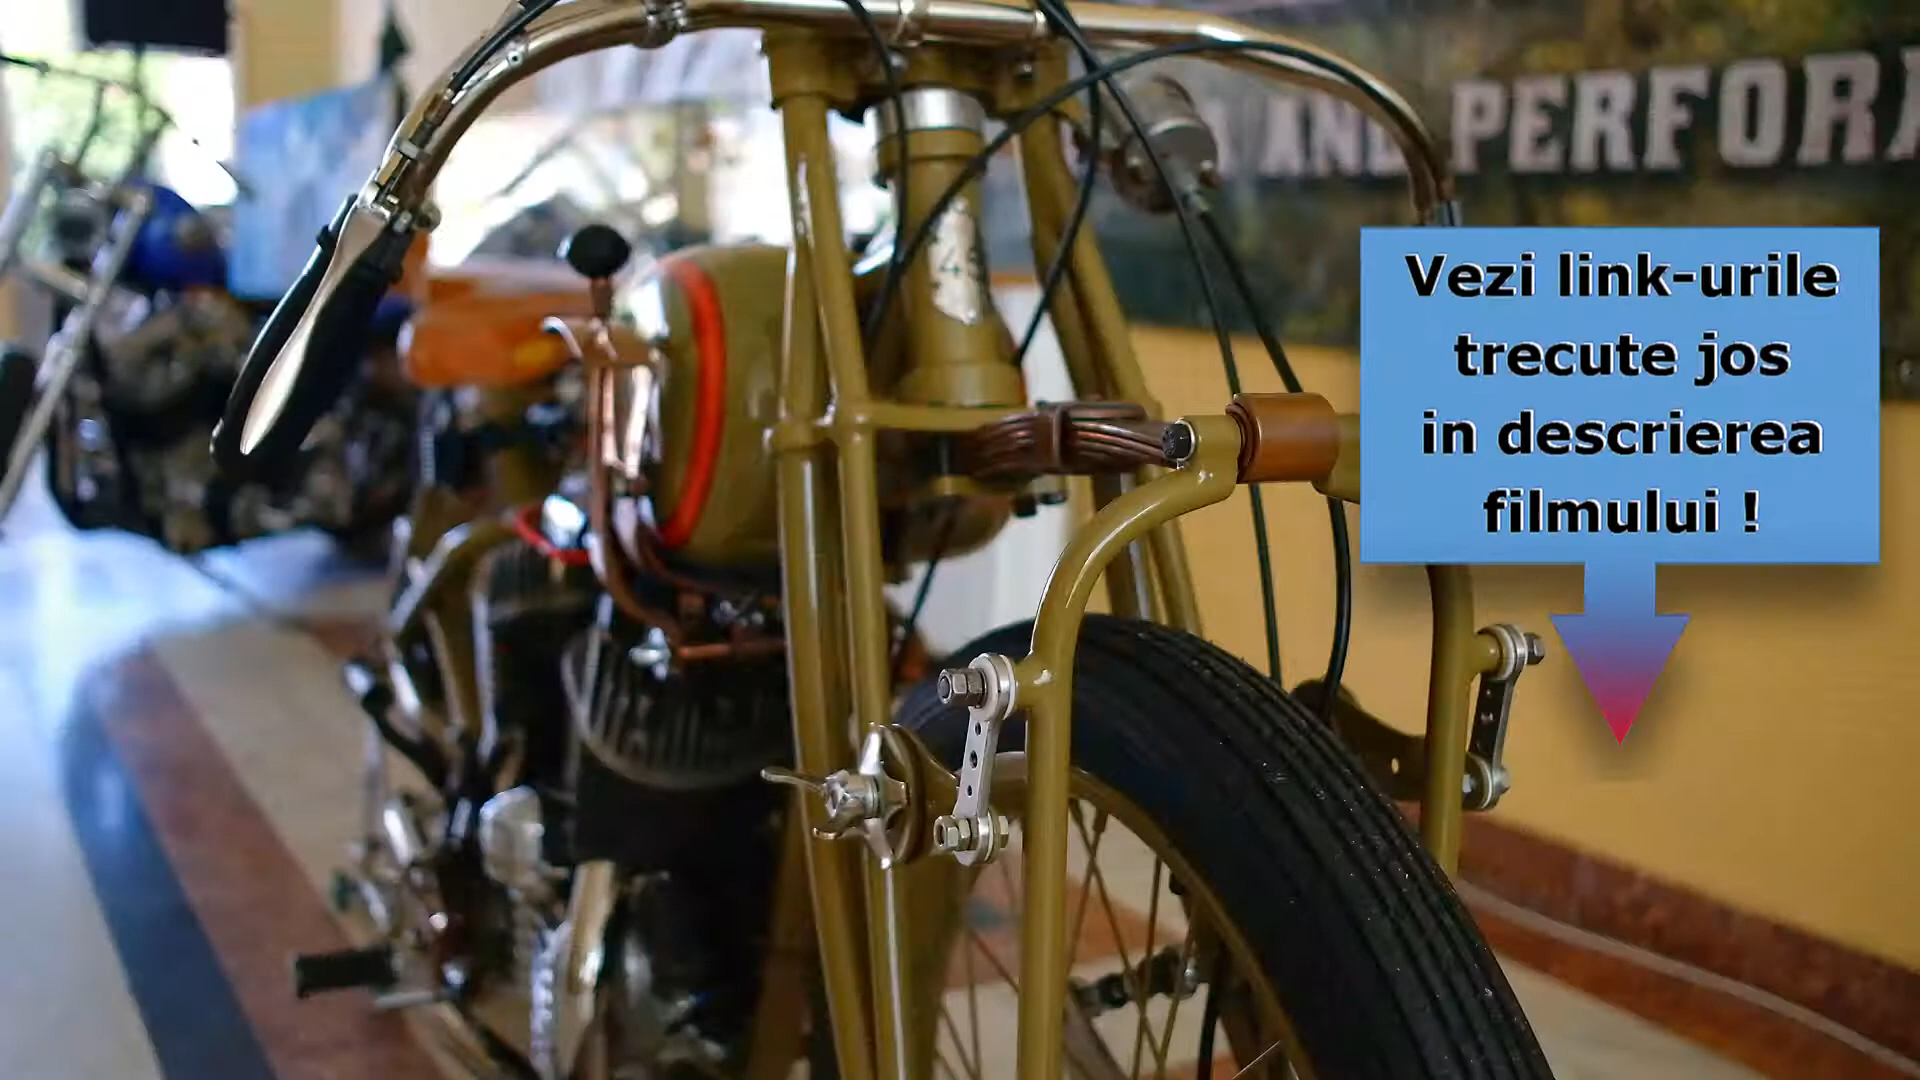 AND PERFOR
Vezi link-urile
trecute jos
in descrierea
filmului !